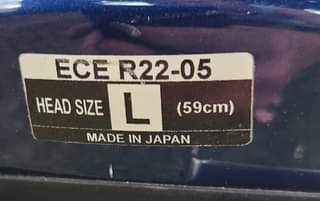 ECE R22-05
HEAD SIZE L (59cm)
MADE IN JAPAN